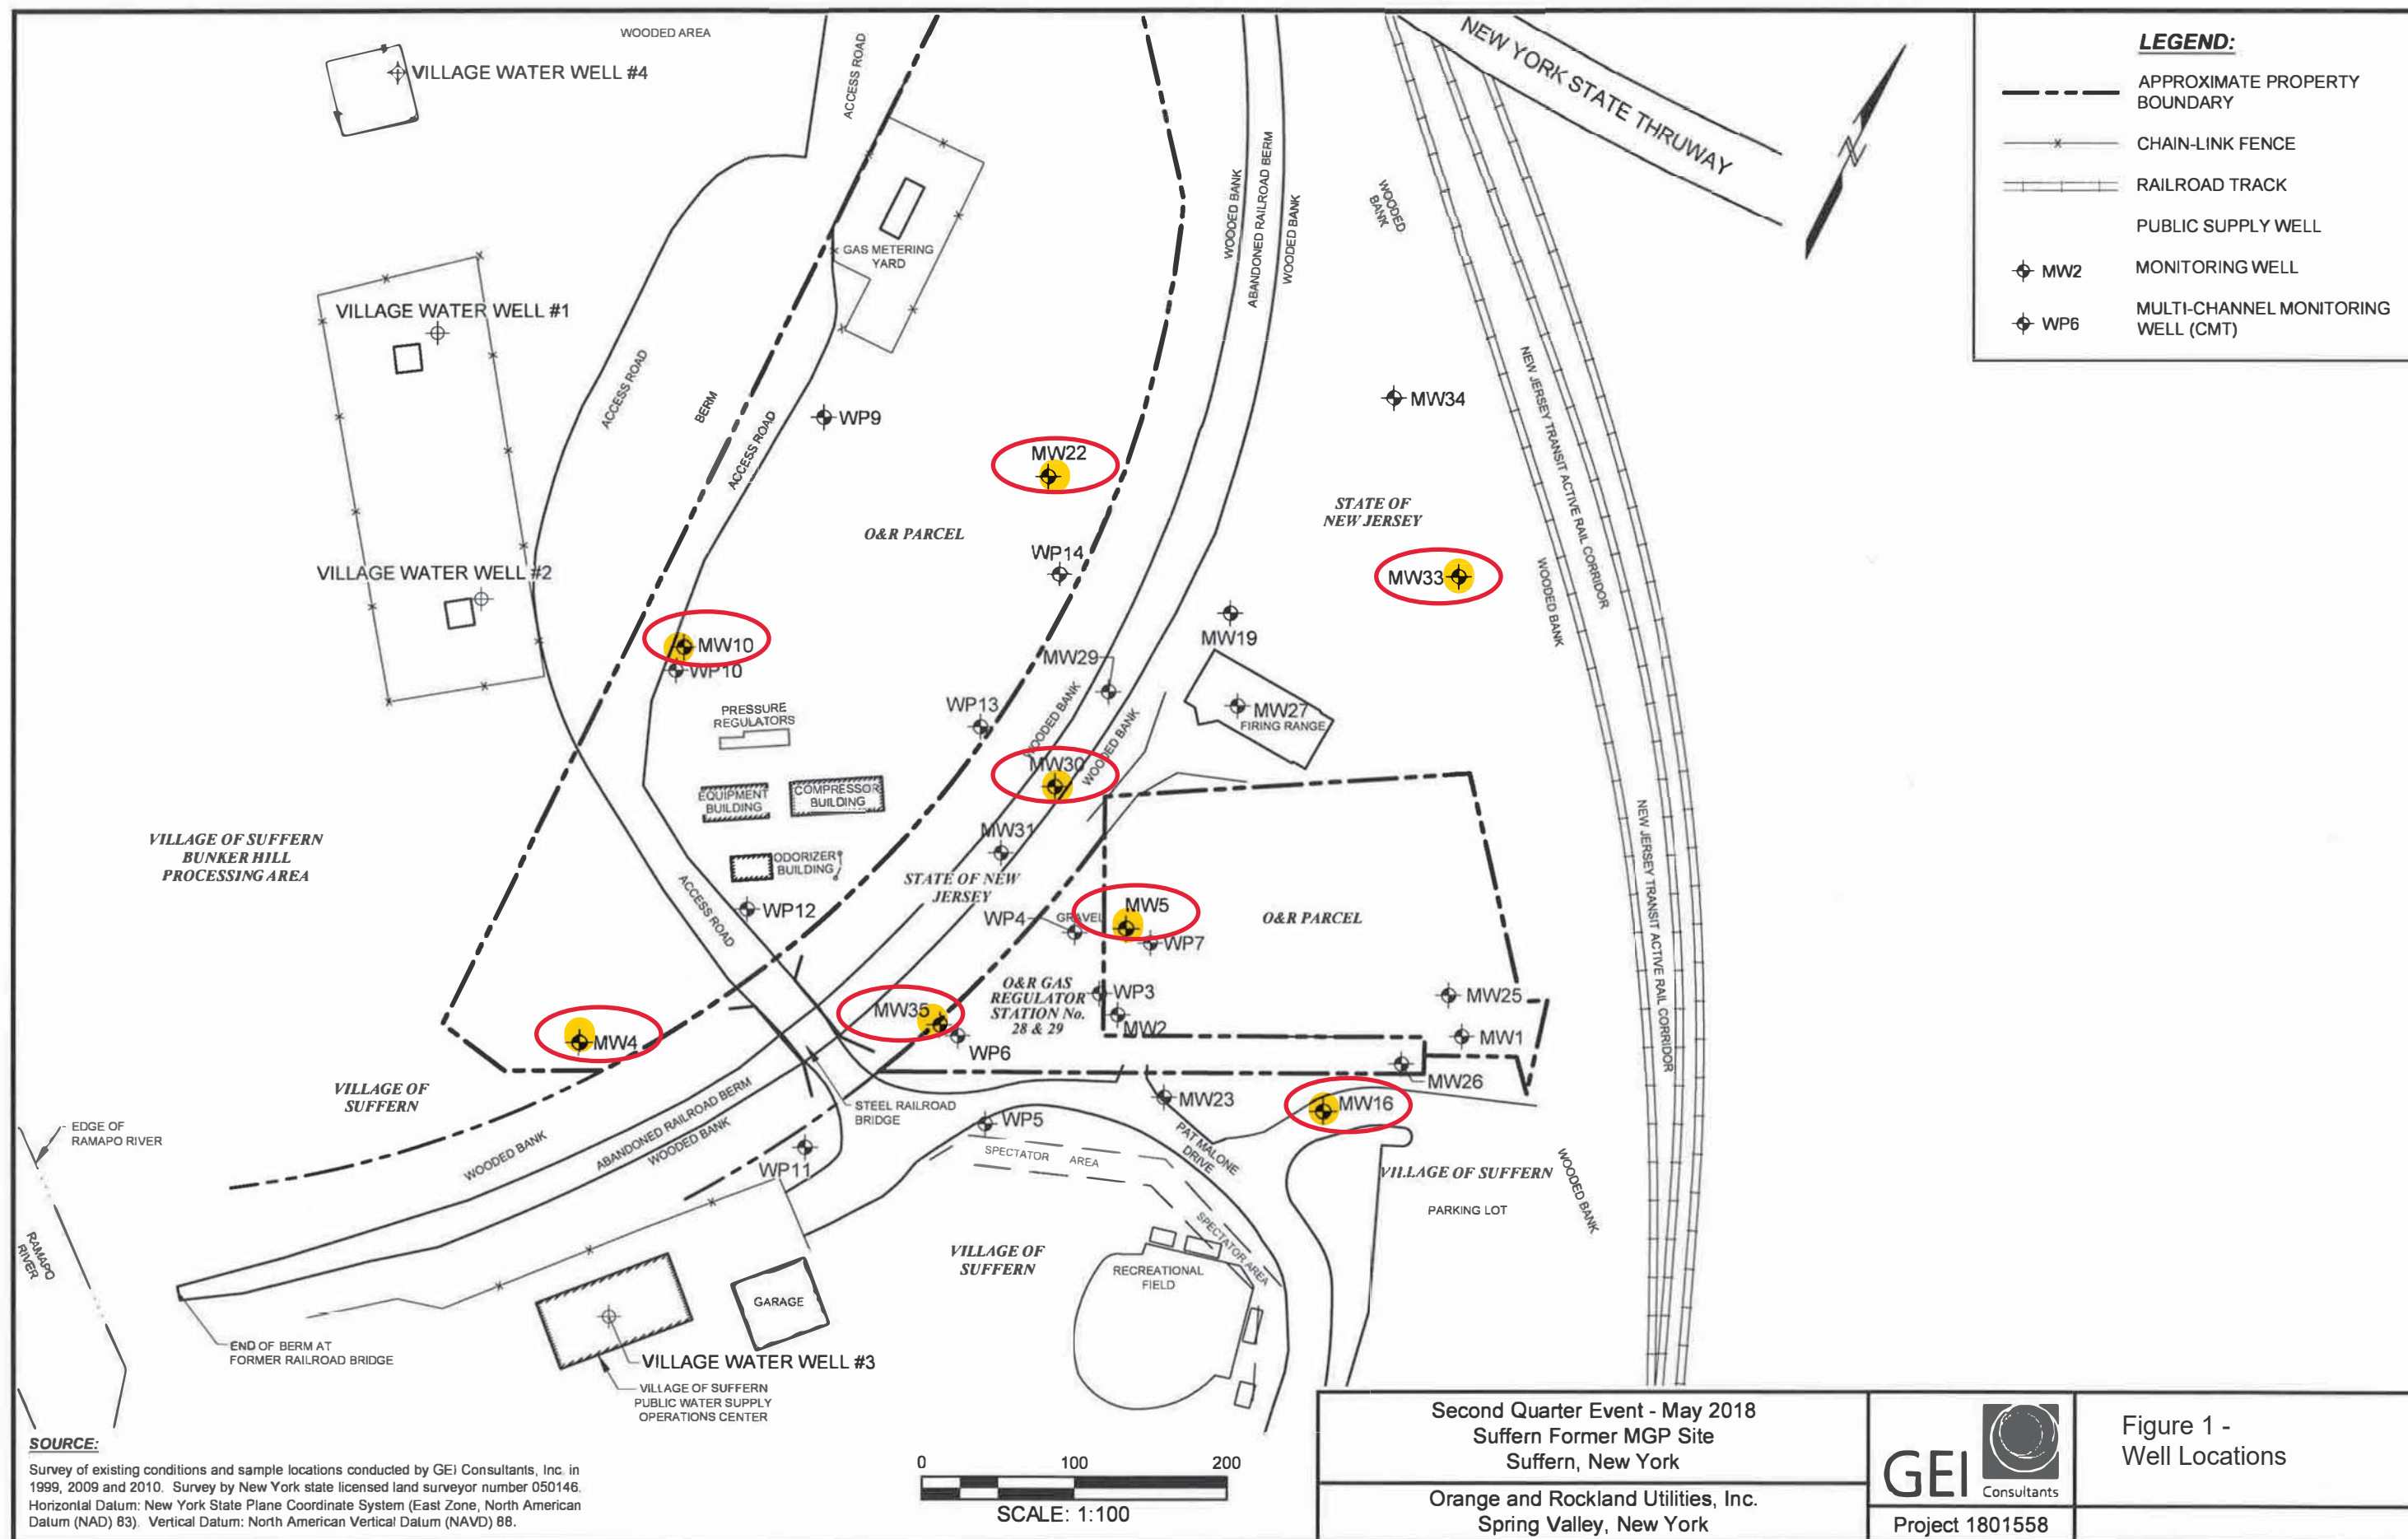 WOODED AREA
VILLAGE WATER WELL #4
ACCESS ROAD
NEW YORK STATE THRUWAY
N
LEGEND:
APPROXIMATE PROPERTY
BOUNDARY
CHAIN-LINK FENCE
RAILROAD TRACK
PUBLIC SUPPLY WELL
MW2
MONITORING WELL
WP6
MULTI-CHANNEL MONITORING
WELL (CMT)
WOODED BANK
ABANDONED RAILROAD BERM
WOODED BANK
WOODED
BANK
GAS METERING
YARD
VILLAGE WATER WELL #1
ACCESS ROAD
BERM
ACCESS ROAD
WP9
MW34
NEW JERSEY TRANSIT ACTIVE RAIL CORRIDOR
MW22
O&R PARCEL
STATE OF
NEW JERSEY
WP14
VILLAGE WATER WELL #2
MW33
WOODED BANK
MW10
WP10
MW19
MW29
WP13
MW27
FIRING RANGE
PRESSURE
REGULATORS
WOODED BANK
WOODED BANK
MW30
EQUIPMENT
BUILDING
COMPRESSOR
BUILDING
NEW JERSEY TRANSIT ACTIVE RAIL CORRIDOR
VILLAGE OF SUFFERN
BUNKER HILL
PROCESSING AREA
MW31
ODORIZER
BUILDING
STATE OF NEW
JERSEY
ACCESS ROAD
WP12
WP4
GRAVEL
MW5
WP7
O&R PARCEL
O&R GAS
REGULATOR
STATION No.
28 & 29
WP3
MW2
MW25
MW1
MW35
WP6
MW4
MW26
VILLAGE OF
SUFFERN
STEEL RAILROAD
BRIDGE
MW23
MW16
EDGE OF
RAMAPO RIVER
WOODED BANK
ABANDONED RAILROAD BERM
WOODED BANK
WP11
WP5
SPECTATOR AREA
PAT MALONE
DRIVE
VILLAGE OF SUFFERN
PARKING LOT
WOODED BANK
RAMAPO
RIVER
SPECTATOR AREA
VILLAGE OF
SUFFERN
RECREATIONAL
FIELD
GARAGE
END OF BERM AT
FORMER RAILROAD BRIDGE
VILLAGE WATER WELL #3
VILLAGE OF SUFFERN
PUBLIC WATER SUPPLY
OPERATIONS CENTER
SOURCE:
Survey of existing conditions and sample locations conducted by GEI Consultants, Inc. in
1999, 2009 and 2010. Survey by New York state licensed land surveyor number 050146.
Horizontal Datum: New York State Plane Coordinate System (East Zone, North American
Datum (NAD) 83). Vertical Datum: North American Vertical Datum (NAVD) 88.
0 100 200
SCALE: 1:100
Second Quarter Event - May 2018
Suffern Former MGP Site
Suffern, New York
Orange and Rockland Utilities, Inc.
Spring Valley, New York
GEI
Consultants
Project 1801558
Figure 1 -
Well Locations